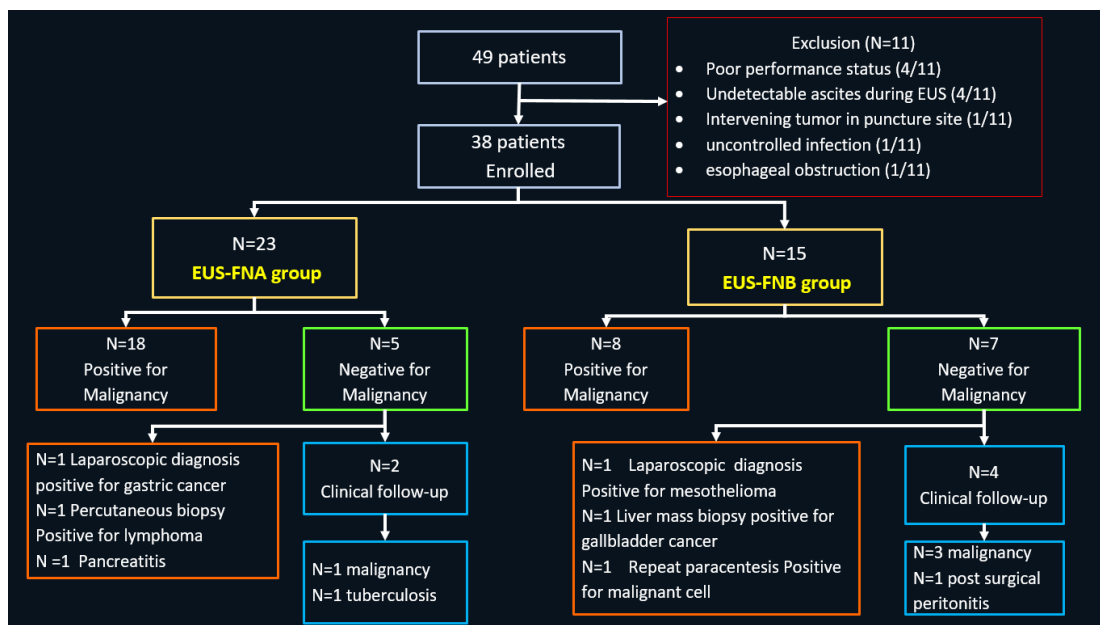 49 patients
Exclusion (N=11)
• Poor performance status (4/11)
• Undetectable ascites during EUS (4/11)
• Intervening tumor in puncture site (1/11)
• uncontrolled infection (1/11)
• esophageal obstruction (1/11)
38 patients
Enrolled
N=23
EUS-FNA group
N=15
EUS-FNB group
N=18
Positive for
Malignancy
N=5
Negative for
Malignancy
N=8
Positive for
Malignancy
N=7
Negative for
Malignancy
N=1 Laparoscopic diagnosis
positive for gastric cancer
N=1 Percutaneous biopsy
Positive for lymphoma
N =1 Pancreatitis
N=2
Clinical follow-up
N=1 malignancy
N=1 tuberculosis
N=1 Laparoscopic diagnosis
Positive for mesothelioma
N=1 Liver mass biopsy positive for
gallbladder cancer
N=1 Repeat paracentesis Positive
for malignant cell
N=4
Clinical follow-up
N=3 malignancy
N=1 post surgical
peritonitis